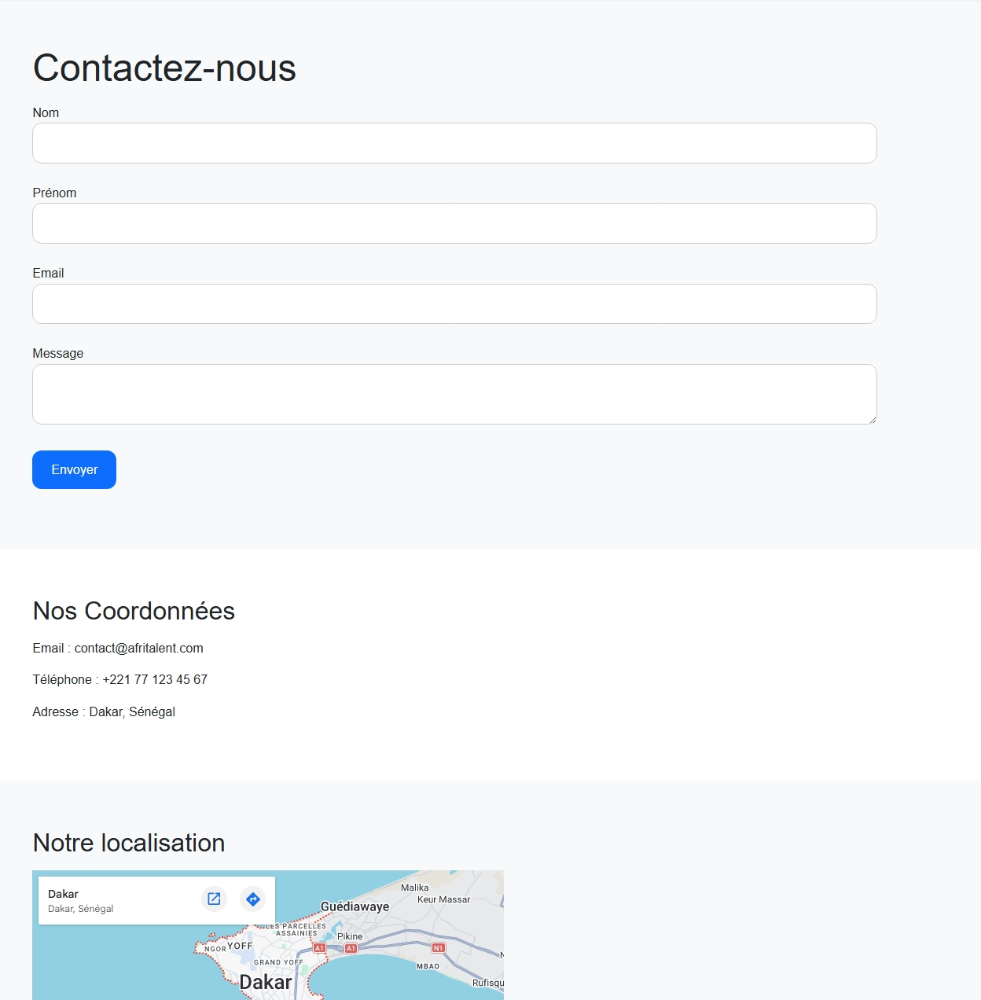 Contactez-nous
Nom
Prénom
Email
Message
Envoyer
Nos Coordonnées
Email : contact@afritalent.com
Téléphone : +221 77 123 45 67
Adresse : Dakar, Sénégal
Notre localisation
Dakar
Dakar, Sénégal
Malika
Keur Massar
Guédiawaye
LES PARCELLES
ASSAINIES
Pikine
NGOR
YOFF
A1
A1
N1
GRAND YOFF
MBAO
Dakar
Rufisqu